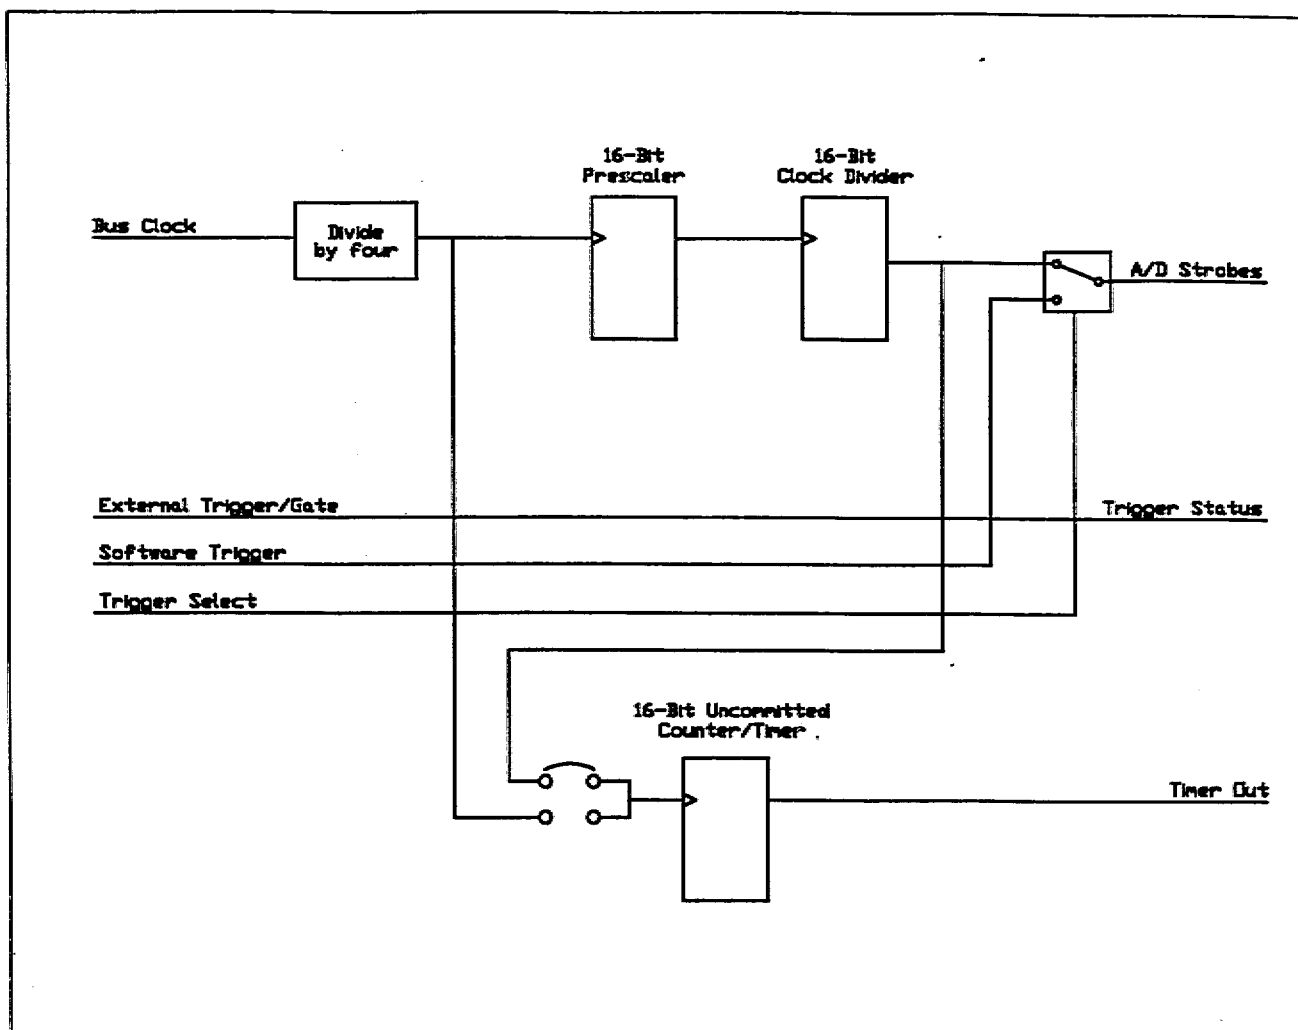 16-Bit
Prescaler
16-Bit
Clock Divider
Bus Clock
Divide
by four
A/D Strobes
External Trigger/Gate
Trigger Status
Software Trigger
Trigger Select
16-Bit Uncommitted
Counter/Timer
Timer Out